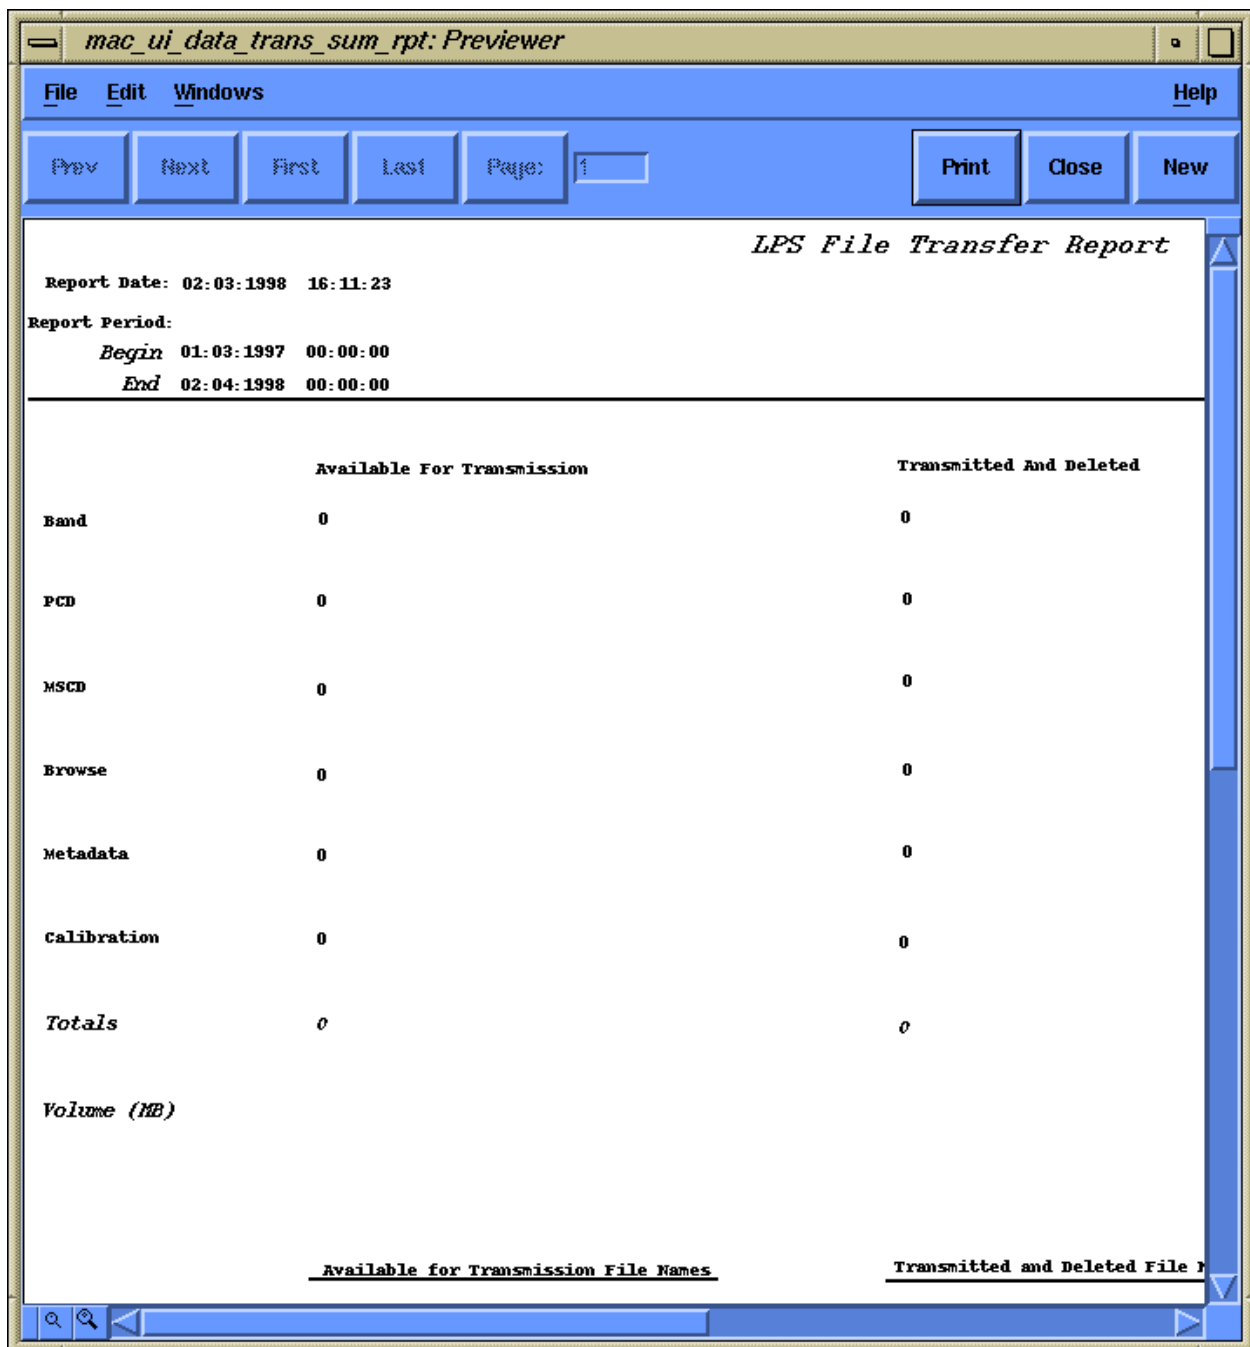 mac_ui_data_trans_sum_rpt: Previewer
File Edit Windows Help
Prev Next First Last Page: 1 Print Close New
LPS File Transfer Report
Report Date: 02:03:1998 16:11:23
Report Period:
Begin 01:03:1997 00:00:00
End 02:04:1998 00:00:00
Available For Transmission Transmitted And Deleted
Band 0 0
PCD 0 0
MSCD 0 0
Browse 0 0
Metadata 0 0
Calibration 0 0
Totals 0 0
Volume (MB)
Available for Transmission File Names Transmitted and Deleted File